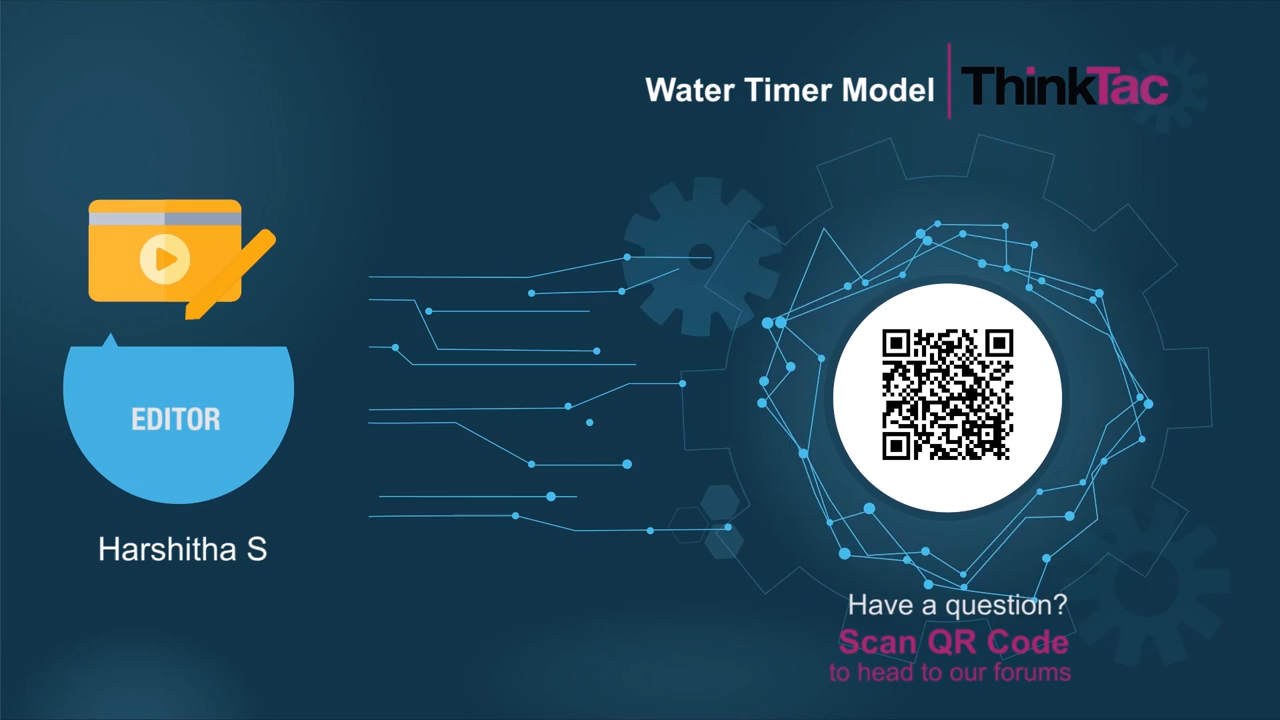 Water Timer Model
ThinkTac
EDITOR
Harshitha S
Have a question?
Scan QR Code
to head to our forums